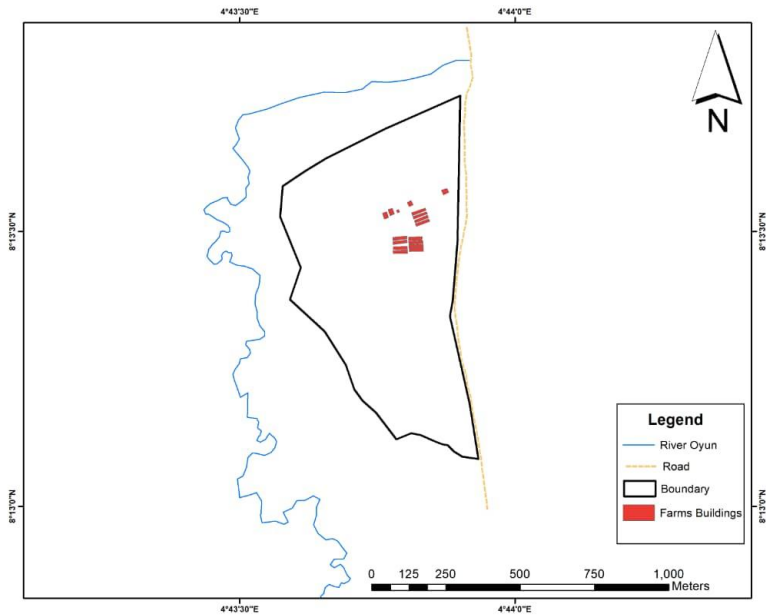 4°43'30"E
4°44'0"E
N
8°13'30"N
8°13'30"N
Legend
River Oyun
Road
Boundary
Farms Buildings
8°13'0"N
8°13'0"N
0 125 250 500 750 1,000
Meters
4°43'30"E
4°44'0"E